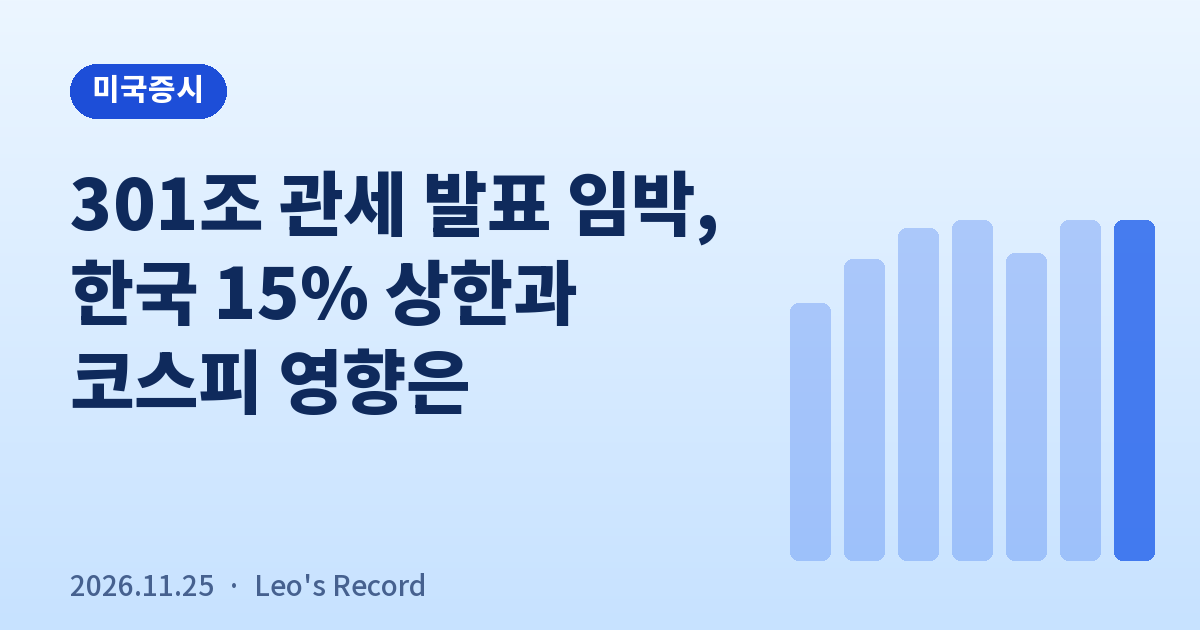 미국증시
301조 관세 발표 임박,
한국 15% 상한과
코스피 영향은
2026.11.25 · Leo's Record